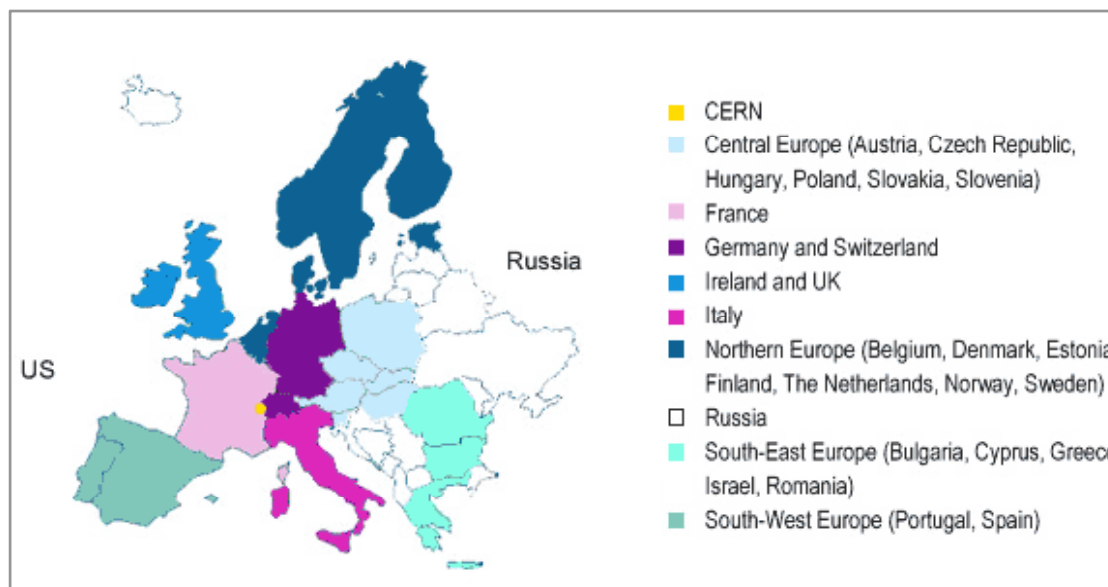 CERN
Central Europe (Austria, Czech Republic,
Hungary, Poland, Slovakia, Slovenia)
France
Germany and Switzerland
Russia
Ireland and UK
Italy
US
Northern Europe (Belgium, Denmark, Estonia
Finland, The Netherlands, Norway, Sweden)
Russia
South-East Europe (Bulgaria, Cyprus, Greece
Israel, Romania)
South-West Europe (Portugal, Spain)